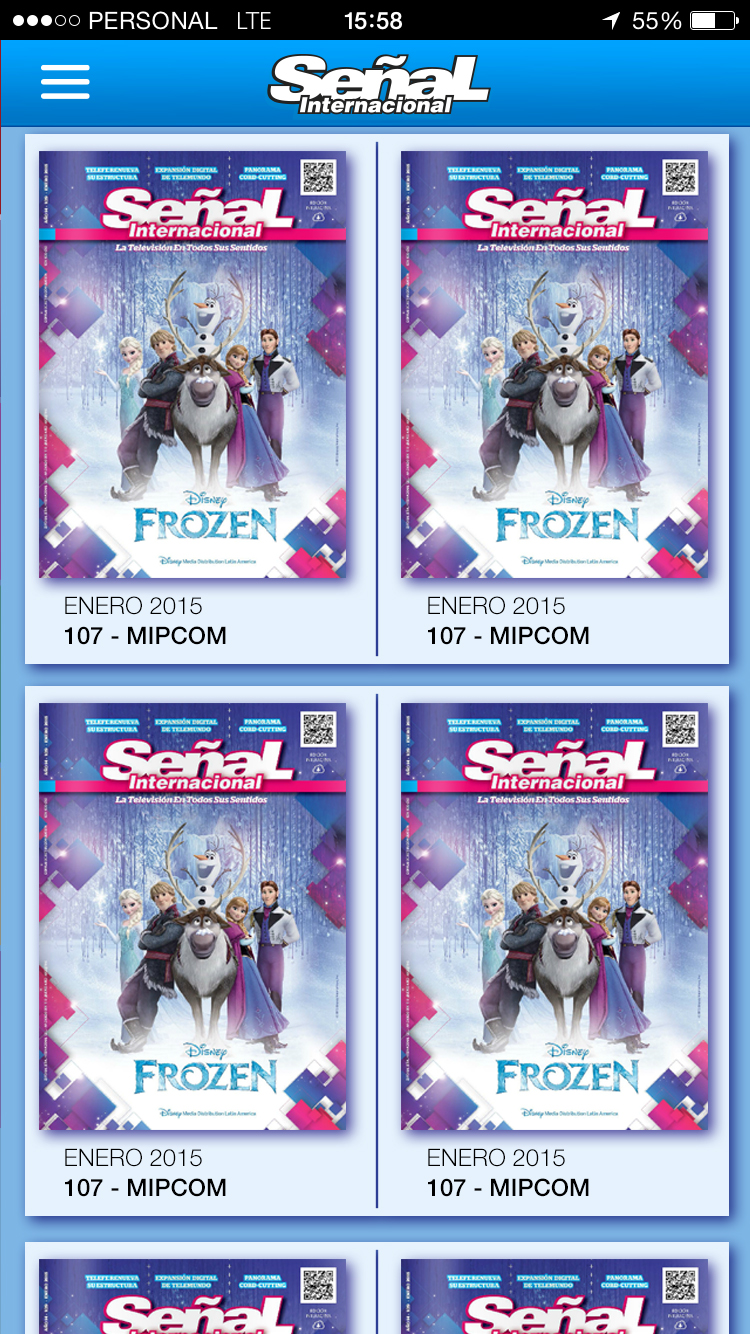 PERSONAL LTE 15:58 55%
Señal
Internacional
TELEFE RENUEVA SU ESTRUCTURA
EXPANSIÓN DIGITAL DE TELEMUNDO
PANORAMA CORD-CUTTING
Señal
Internacional
La Televisión En Todos Sus Sentidos
Disney
FROZEN
Disney Media Distribution Latin America
TELEFE RENUEVA SU ESTRUCTURA
EXPANSIÓN DIGITAL DE TELEMUNDO
PANORAMA CORD-CUTTING
Señal
Internacional
La Televisión En Todos Sus Sentidos
Disney
FROZEN
Disney Media Distribution Latin America
ENERO 2015
107 - MIPCOM
ENERO 2015
107 - MIPCOM
TELEFE RENUEVA SU ESTRUCTURA
EXPANSIÓN DIGITAL DE TELEMUNDO
PANORAMA CORD-CUTTING
Señal
Internacional
La Televisión En Todos Sus Sentidos
Disney
FROZEN
Disney Media Distribution Latin America
TELEFE RENUEVA SU ESTRUCTURA
EXPANSIÓN DIGITAL DE TELEMUNDO
PANORAMA CORD-CUTTING
Señal
Internacional
La Televisión En Todos Sus Sentidos
Disney
FROZEN
Disney Media Distribution Latin America
ENERO 2015
107 - MIPCOM
ENERO 2015
107 - MIPCOM
TELEFE RENUEVA SU ESTRUCTURA
EXPANSIÓN DIGITAL DE TELEMUNDO
PANORAMA CORD-CUTTING
Señal
Internacional
TELEFE RENUEVA SU ESTRUCTURA
EXPANSIÓN DIGITAL DE TELEMUNDO
PANORAMA CORD-CUTTING
Señal
Internacional